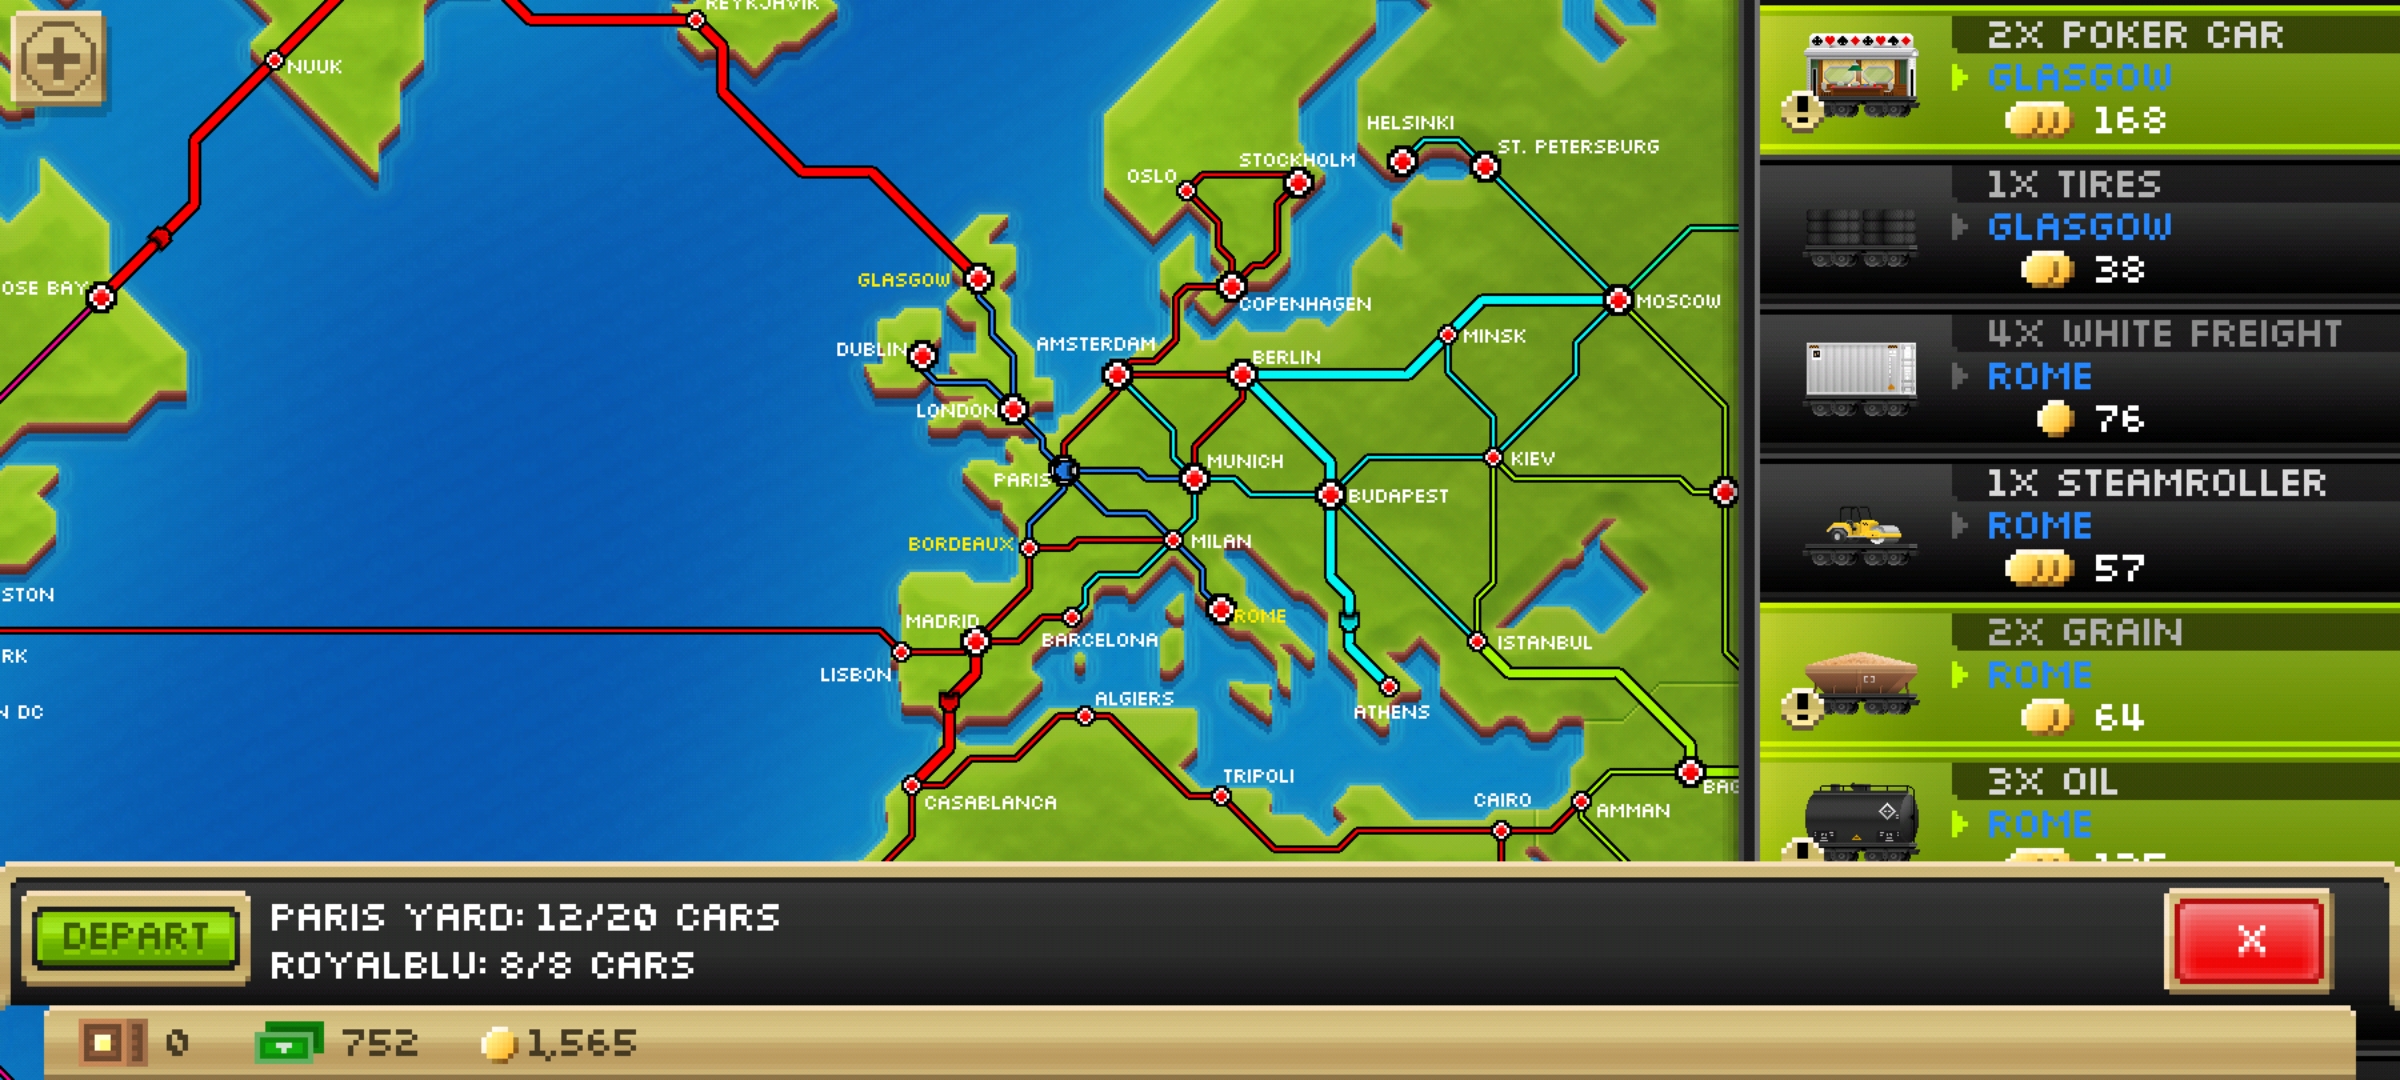 REYKJAVIK
NUUK
HELSINKI
ST. PETERSBURG
STOCKHOLM
OSLO
GLASGOW
OSE BAY
COPENHAGEN
MOSCOW
MINSK
DUBLIN
AMSTERDAM
BERLIN
LONDON
MUNICH
KIEV
PARIS
BUDAPEST
BORDEAUX
MILAN
STON
MADRID
ROME
BARCELONA
ISTANBUL
RK
LISBON
ALGIERS
N DC
ATHENS
TRIPOLI
BAG
CASABLANCA
CAIRO
AMMAN
2X POKER CAR
GLASGOW
168
1X TIRES
GLASGOW
38
4X WHITE FREIGHT
ROME
76
1X STEAMROLLER
ROME
57
2X GRAIN
ROME
64
3X OIL
ROME
DEPART
PARIS YARD: 12/20 CARS
ROYALBLU: 8/8 CARS
X
0
752
1,565